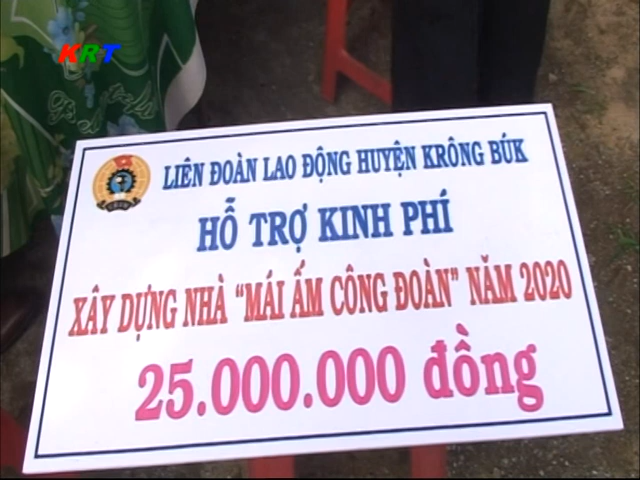 KRT
LIÊN ĐOÀN LAO ĐỘNG HUYỆN KRÔNG BÚK
HỖ TRỢ KINH PHÍ
XÂY DỰNG NHÀ "MÁI ẤM CÔNG ĐOÀN" NĂM 2020
25.000.000 đồng